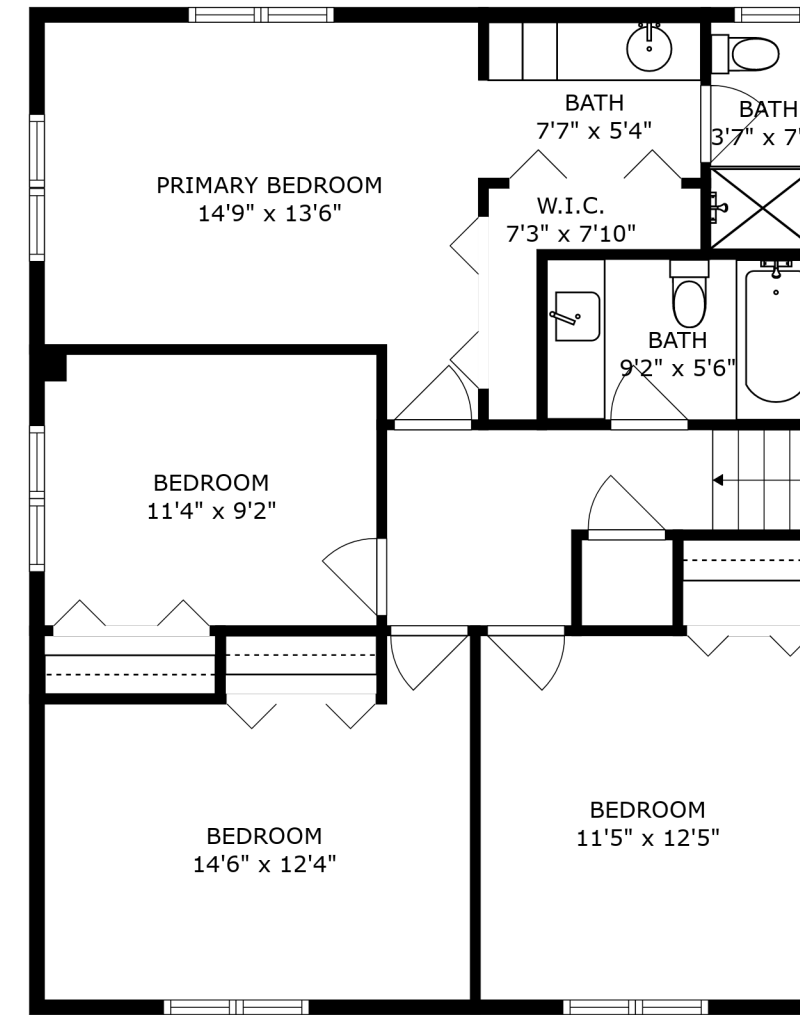 BATH
7'7" x 5'4"
BATH
3'7" x 7'
PRIMARY BEDROOM
14'9" x 13'6"
W.I.C.
7'3" x 7'10"
BATH
9'2" x 5'6"
BEDROOM
11'4" x 9'2"
BEDROOM
11'5" x 12'5"
BEDROOM
14'6" x 12'4"